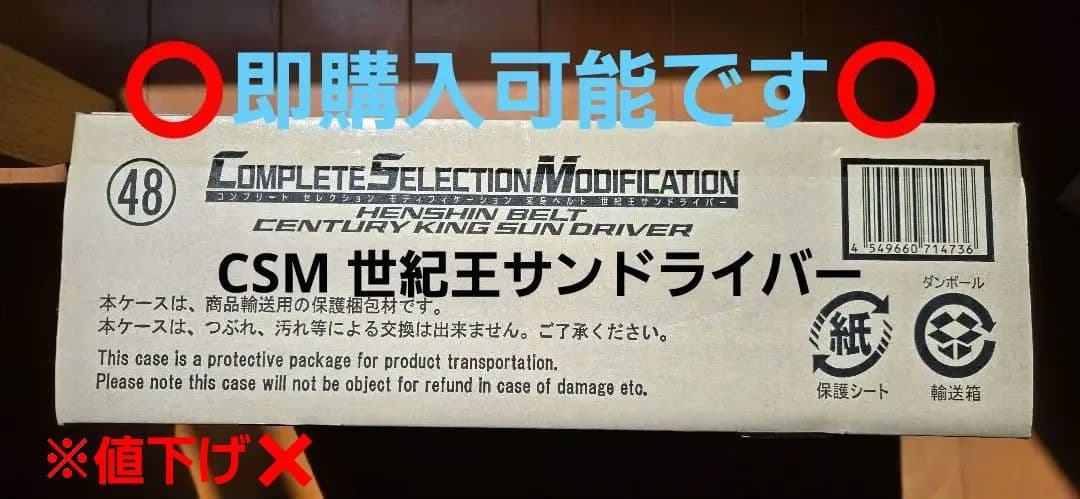 ⭕即購入可能です⭕
48
COMPLETE SELECTION MODIFICATION
コンプリート セレクション モディフィケーション 変身ベルト 世紀王サンドライバー
HENSHIN BELT
CENTURY KING SUN DRIVER
4 549660 714736
CSM 世紀王サンドライバー
本ケースは、商品輸送用の保護梱包材です。
本ケースは、つぶれ、汚れ等による交換は出来ません。ご了承ください。
This case is a protective package for product transportation.
Please note this case will not be object for refund in case of damage etc.
紙
保護シート
ダンボール
輸送箱
※値下げ❌